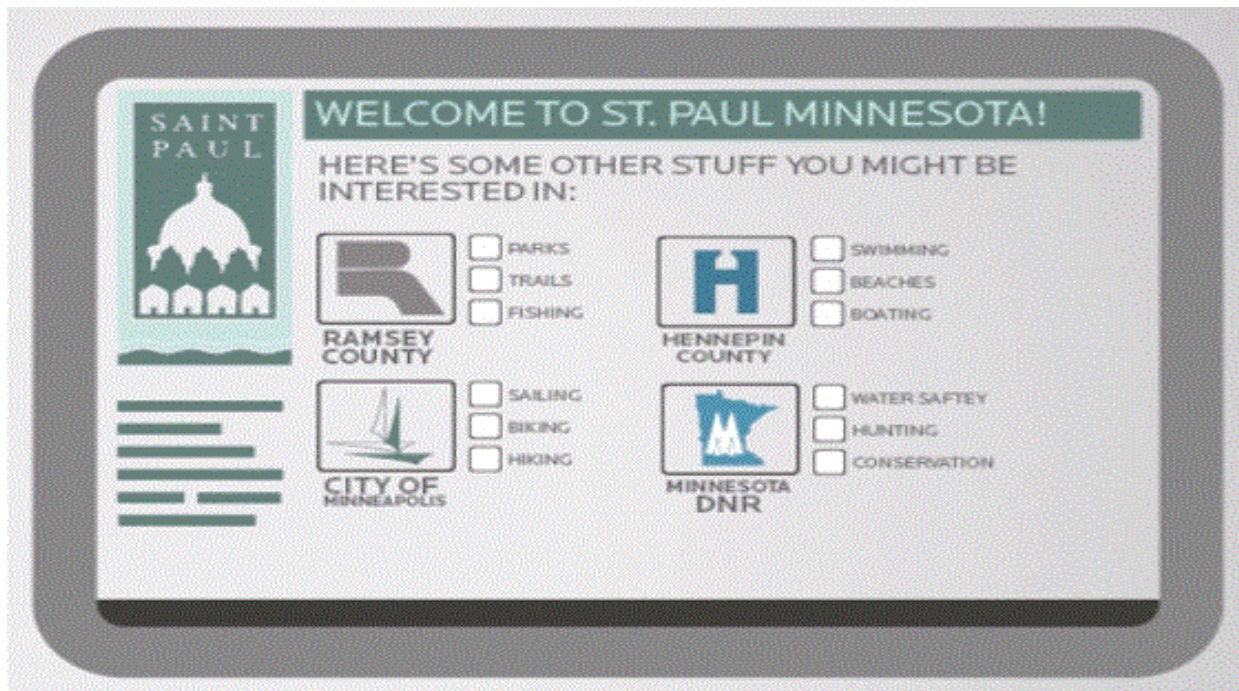 SAINT
PAUL
WELCOME TO ST. PAUL MINNESOTA!
HERE'S SOME OTHER STUFF YOU MIGHT BE
INTERESTED IN:
RAMSEY
COUNTY
PARKS
TRAILS
FISHING
H
HENNEPIN
COUNTY
SWIMMING
BEACHES
BOATING
CITY OF
MINNEAPOLIS
SAILING
BIKING
HIKING
MINNESOTA
DNR
WATER SAFTEY
HUNTING
CONSERVATION